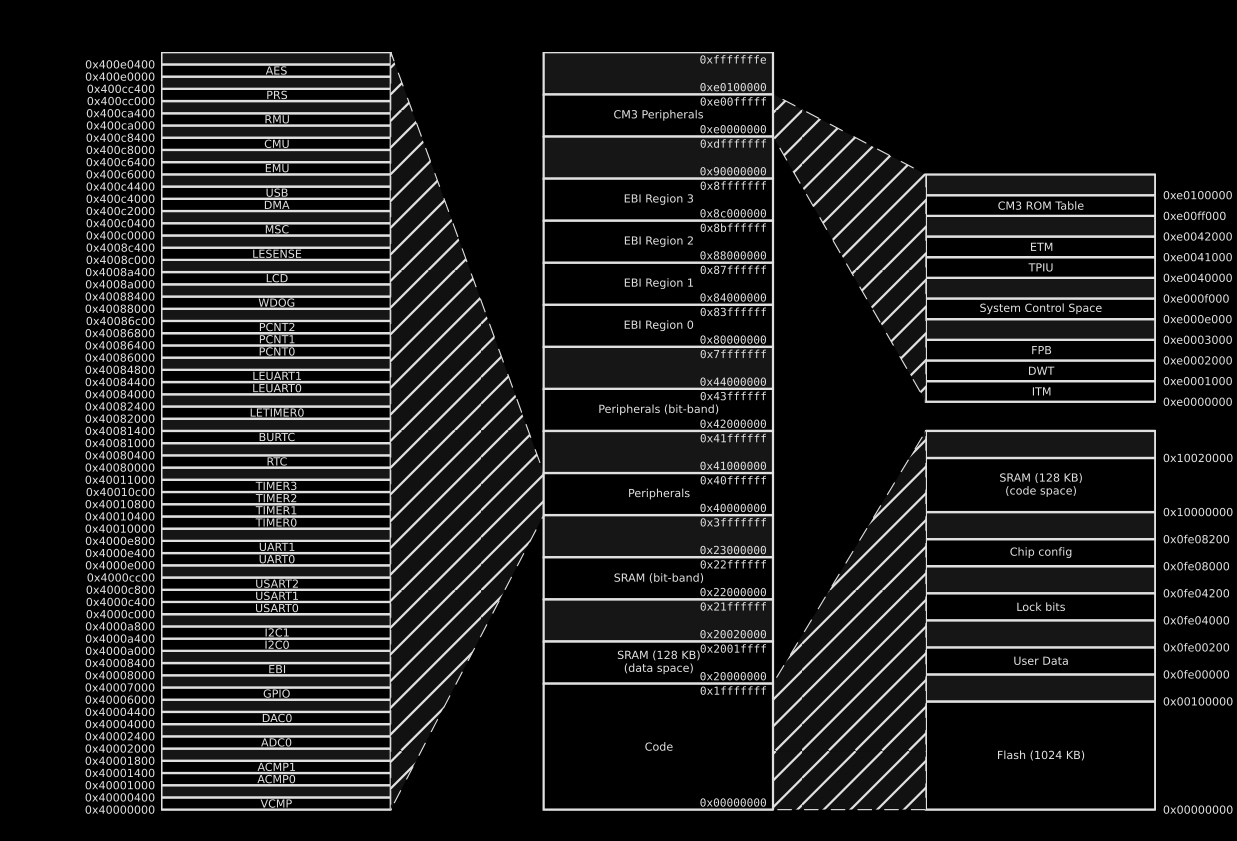 0x400e0400
AES
0x400e0000
0x400cc400
PRS
0x400cc000
0x400ca400
RMU
0x400ca000
0x400c8400
CMU
0x400c8000
0x400c6400
EMU
0x400c6000
0x400c4400
USB
0x400c4000
DMA
0x400c2000
0x400c0400
MSC
0x400c0000
0x4008c400
LESENSE
0x4008c000
0x4008a400
LCD
0x4008a000
0x40088400
WDOG
0x40088000
0x40086c00
PCNT2
0x40086800
PCNT1
0x40086400
PCNT0
0x40086000
0x40084800
LEUART1
0x40084400
LEUART0
0x40084000
0x40082400
LETIMER0
0x40082000
0x40081400
BURTC
0x40081000
0x40080400
RTC
0x40080000
0x40011000
TIMER3
0x40010c00
TIMER2
0x40010800
TIMER1
0x40010400
TIMER0
0x40010000
0x4000e800
UART1
0x4000e400
UART0
0x4000e000
0x4000cc00
USART2
0x4000c800
USART1
0x4000c400
USART0
0x4000c000
0x4000a800
I2C1
0x4000a400
I2C0
0x4000a000
0x40008400
EBI
0x40008000
0x40007000
GPIO
0x40006000
0x40004400
DAC0
0x40004000
0x40002400
ADC0
0x40002000
0x40001800
ACMP1
0x40001400
ACMP0
0x40001000
0x40000400
VCMP
0x40000000
0xfffffffe
0xe0100000
0xe00fffff
CM3 Peripherals
0xe0000000
0xdfffffff
0x90000000
0x8fffffff
EBI Region 3
0x8c000000
0x8bffffff
EBI Region 2
0x88000000
0x87ffffff
EBI Region 1
0x84000000
0x83ffffff
EBI Region 0
0x80000000
0x7fffffff
0x44000000
0x43ffffff
Peripherals (bit-band)
0x42000000
0x41ffffff
0x41000000
0x40ffffff
Peripherals
0x40000000
0x3fffffff
0x23000000
0x22ffffff
SRAM (bit-band)
0x22000000
0x21ffffff
0x20020000
0x2001ffff
SRAM (128 KB)
(data space)
0x20000000
0x1fffffff
Code
0x00000000
0xe0100000
CM3 ROM Table
0xe00ff000
0xe0042000
ETM
0xe0041000
TPIU
0xe0040000
0xe000f000
System Control Space
0xe000e000
0xe0003000
FPB
0xe0002000
DWT
0xe0001000
ITM
0xe0000000
0x10020000
SRAM (128 KB)
(code space)
0x10000000
0x0fe08200
Chip config
0x0fe08000
0x0fe04200
Lock bits
0x0fe04000
0x0fe00200
User Data
0x0fe00000
0x00100000
Flash (1024 KB)
0x00000000